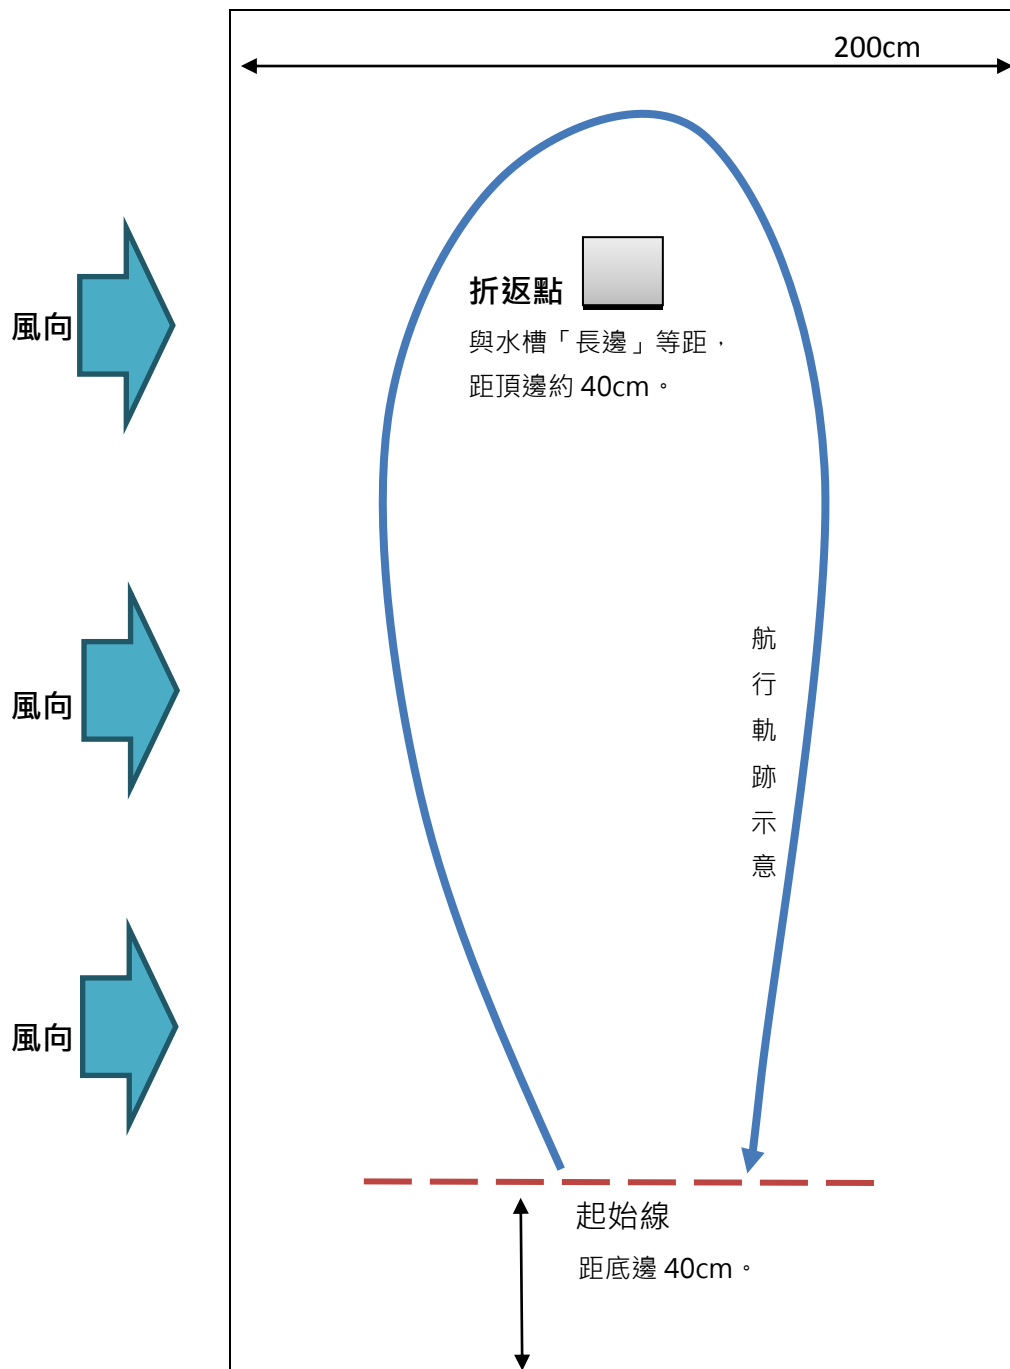 200cm
折返點
與水槽「長邊」等距，
距頂邊約 40cm。
風向
風向
航行軌跡示意
風向
起始線
距底邊 40cm。